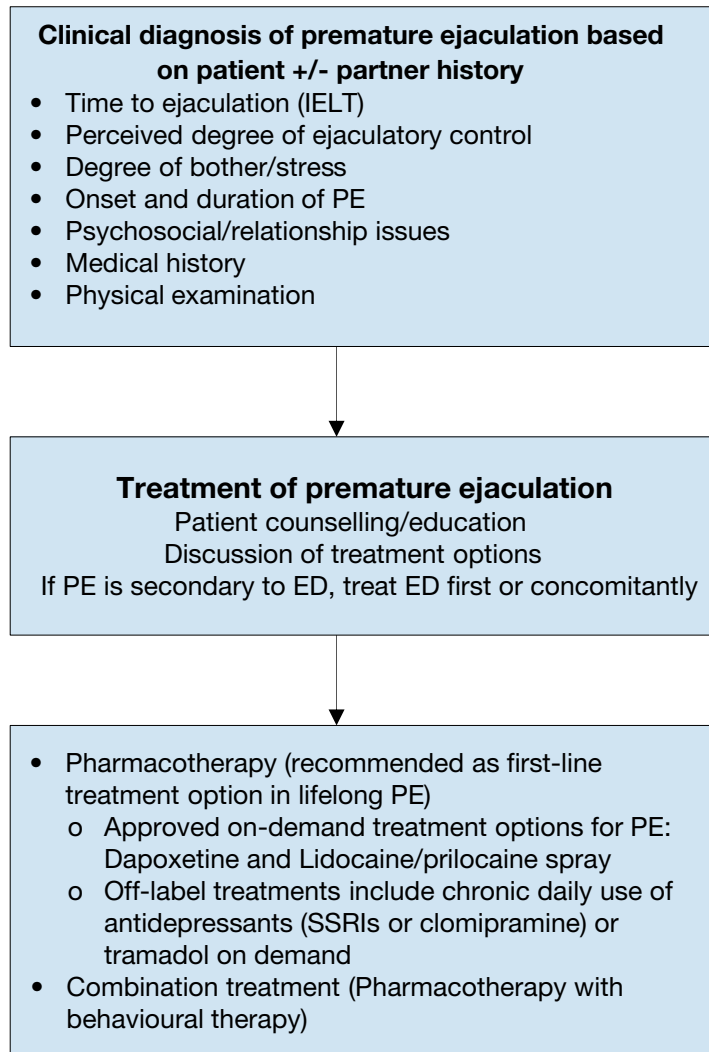 Clinical diagnosis of premature ejaculation based
on patient +/- partner history
• Time to ejaculation (IELT)
• Perceived degree of ejaculatory control
• Degree of bother/stress
• Onset and duration of PE
• Psychosocial/relationship issues
• Medical history
• Physical examination
Treatment of premature ejaculation
Patient counselling/education
Discussion of treatment options
If PE is secondary to ED, treat ED first or concomitantly
• Pharmacotherapy (recommended as first-line
treatment option in lifelong PE)
o Approved on-demand treatment options for PE:
Dapoxetine and Lidocaine/prilocaine spray
o Off-label treatments include chronic daily use of
antidepressants (SSRIs or clomipramine) or
tramadol on demand
• Combination treatment (Pharmacotherapy with
behavioural therapy)